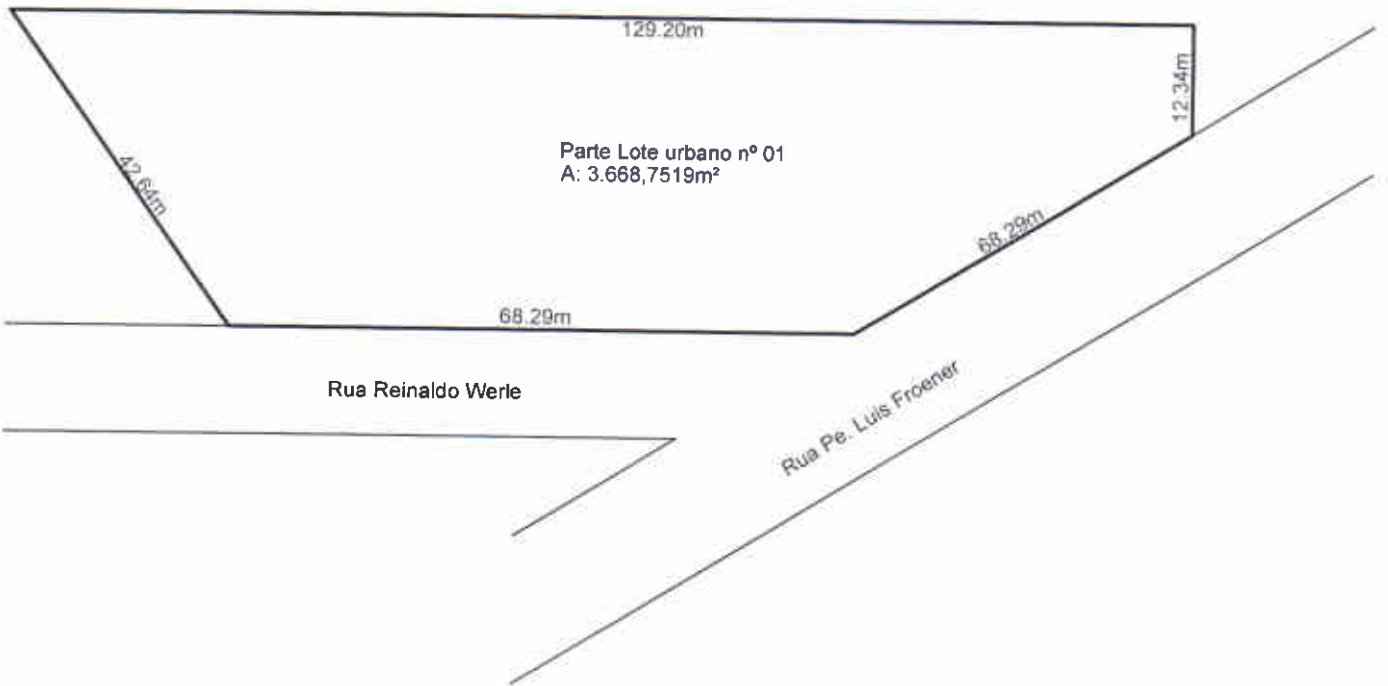 129.20m
12.34m
Parte Lote urbano nº 01
A: 3.668,7519m²
42.64m
68.29m
68.29m
Rua Reinaldo Werle
Rua Pe. Luis Froener